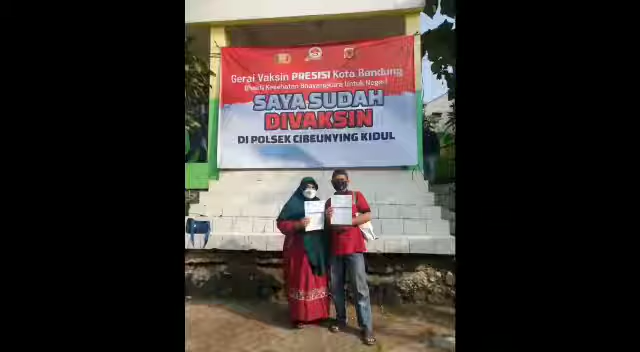 Gerai Vaksin PRESISI Kota Bandung
SAYA SUDAH
DIVAKSIN
DI POLSEK CIBEUNYING KIDUL